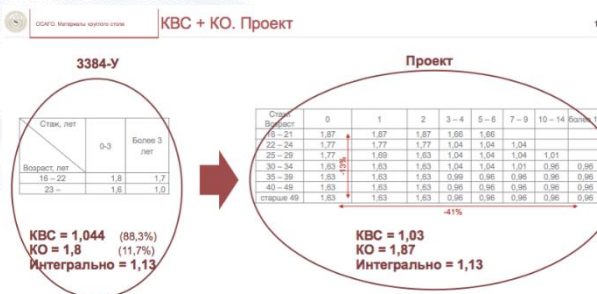 ОСАГО. Материалы круглого стола
КВС + КО. Проект
1
3384-У
Проект
Стаж, лет
0-3
Более 3 лет
Возраст, лет
16 – 22 1,8 1,7
23 – 1,6 1,0
Стаж
Возраст
0 1 2 3 – 4 5 – 6 7 – 9 10 – 14 более 1
16 – 21 1,87 1,87 1,87 1,66 1,66
22 – 24 1,77 1,77 1,77 1,04 1,04 1,04
25 – 29 1,77 1,69 1,63 1,04 1,04 1,04 1,01
30 – 34 1,63 1,63 1,63 1,04 1,04 1,01 0,96 0,96
35 – 39 1,63 1,63 1,63 0,99 0,96 0,96 0,96 0,96
40 – 49 1,63 1,63 1,63 0,96 0,96 0,96 0,96 0,96
старше 49 1,63 1,63 1,63 0,96 0,96 0,96 0,96 0,96
-13%
-41%
КВС = 1,044 (88,3%)
КО = 1,8 (11,7%)
Интегрально = 1,13
КВС = 1,03
КО = 1,87
Интегрально = 1,13